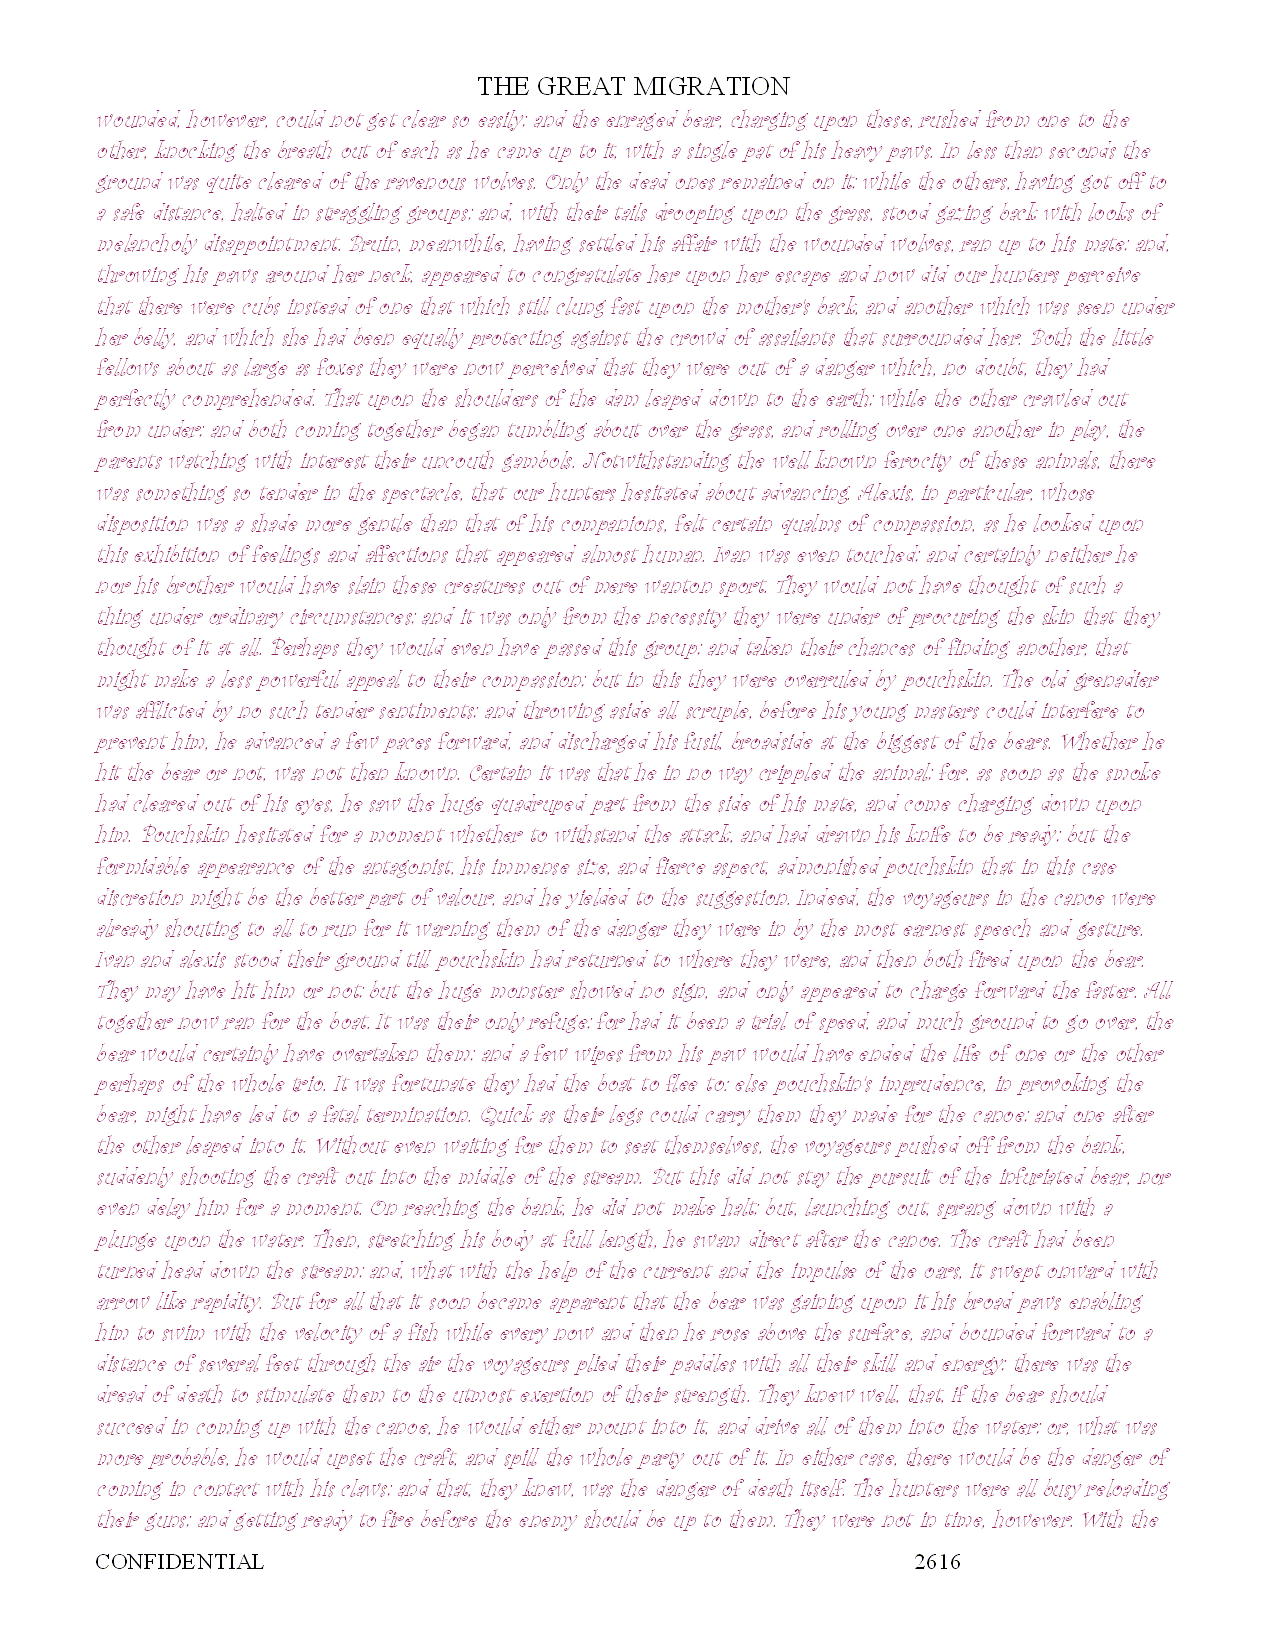 THE GREAT MIGRATION
wounded, however, could not get clear so easily; and the enraged bear, charging upon these, rushed from one to the
other, knocking the breath out of each as he came up to it, with a single pat of his heavy paws. In less than seconds the
ground was quite cleared of the ravenous wolves. Only the dead ones remained on it; while the others, having got off to
a safe distance, halted in straggling groups; and, with their tails drooping upon the grass, stood gazing back with looks of
melancholy disappointment. Bruin, meanwhile, having settled his affair with the wounded wolves, ran up to his mate; and,
throwing his paws around her neck, appeared to congratulate her upon her escape and now did our hunters perceive
that there were cubs instead of one that which still clung fast upon the mother's back, and another which was seen under
her belly, and which she had been equally protecting against the crowd of assailants that surrounded her. Both the little
fellows about as large as foxes they were now perceived that they were out of a danger which, no doubt, they had
perfectly comprehended. That upon the shoulders of the dam leaped down to the earth; while the other crawled out
from under; and both coming together began tumbling about over the grass, and rolling over one another in play, the
parents watching with interest their uncouth gambols. Notwithstanding the well known ferocity of these animals, there
was something so tender in the spectacle, that our hunters hesitated about advancing. Alexis, in particular, whose
disposition was a shade more gentle than that of his companions, felt certain qualms of compassion, as he looked upon
this exhibition of feelings and affections that appeared almost human. Ivan was even touched; and certainly neither he
nor his brother would have slain these creatures out of mere wanton sport. They would not have thought of such a
thing under ordinary circumstances; and it was only from the necessity they were under of procuring the skin that they
thought of it at all. Perhaps they would even have passed this group; and taken their chances of finding another, that
might make a less powerful appeal to their compassion; but in this they were overruled by pouchskin. The old grenadier
was afflicted by no such tender sentiments; and throwing aside all scruple, before his young masters could interfere to
prevent him, he advanced a few paces forward, and discharged his fusil, broadside at the biggest of the bears. Whether he
hit the bear or not, was not then known. Certain it was that he in no way crippled the animal; for, as soon as the smoke
had cleared out of his eyes, he saw the huge quadruped part from the side of his mate, and come charging down upon
him. Pouchskin hesitated for a moment whether to withstand the attack, and had drawn his knife to be ready; but the
formidable appearance of the antagonist, his immense size, and fierce aspect, admonished pouchskin that in this case
discretion might be the better part of valour, and he yielded to the suggestion. Indeed, the voyageurs in the canoe were
already shouting to all to run for it warning them of the danger they were in by the most earnest speech and gesture.
Ivan and alexis stood their ground till pouchskin had returned to where they were, and then both fired upon the bear.
They may have hit him or not; but the huge monster showed no sign, and only appeared to charge forward the faster. All
together now ran for the boat. It was their only refuge; for had it been a trial of speed, and much ground to go over, the
bear would certainly have overtaken them; and a few wipes from his paw would have ended the life of one or the other
perhaps of the whole trio. It was fortunate they had the boat to flee to; else pouchskin's imprudence, in provoking the
bear, might have led to a fatal termination. Quick as their legs could carry them they made for the canoe; and one after
the other leaped into it. Without even waiting for them to seat themselves, the voyageurs pushed off from the bank,
suddenly shooting the craft out into the middle of the stream. But this did not stay the pursuit of the infuriated bear, nor
even delay him for a moment. On reaching the bank, he did not make halt; but, launching out, sprang down with a
plunge upon the water. Then, stretching his body at full length, he swam direct after the canoe. The craft had been
turned head down the stream; and, what with the help of the current and the impulse of the oars, it swept onward with
arrow like rapidity. But for all that it soon became apparent that the bear was gaining upon it his broad paws enabling
him to swim with the velocity of a fish while every now and then he rose above the surface, and bounded forward to a
distance of several feet through the air the voyageurs plied their paddles with all their skill and energy; there was the
dread of death to stimulate them to the utmost exertion of their strength. They knew well, that, if the bear should
succeed in coming up with the canoe, he would either mount into it, and drive all of them into the water; or, what was
more probable, he would upset the craft, and spill the whole party out of it. In either case, there would be the danger of
coming in contact with his claws; and that, they knew, was the danger of death itself. The hunters were all busy reloading
their guns; and getting ready to fire before the enemy should be up to them. They were not in time, however. With the
CONFIDENTIAL 2616